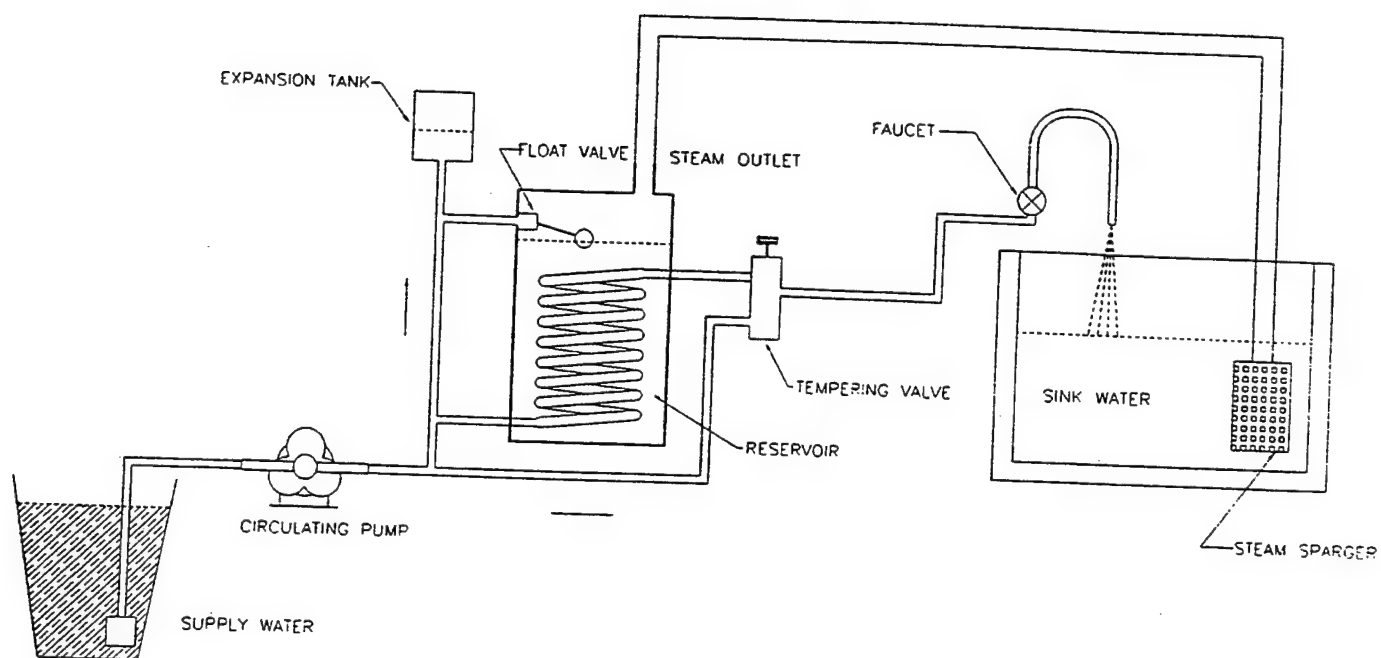 EXPANSION TANK
FLOAT VALVE
STEAM OUTLET
FAUCET
TEMPERING VALVE
SINK WATER
RESERVOIR
CIRCULATING PUMP
STEAM SPARGER
SUPPLY WATER